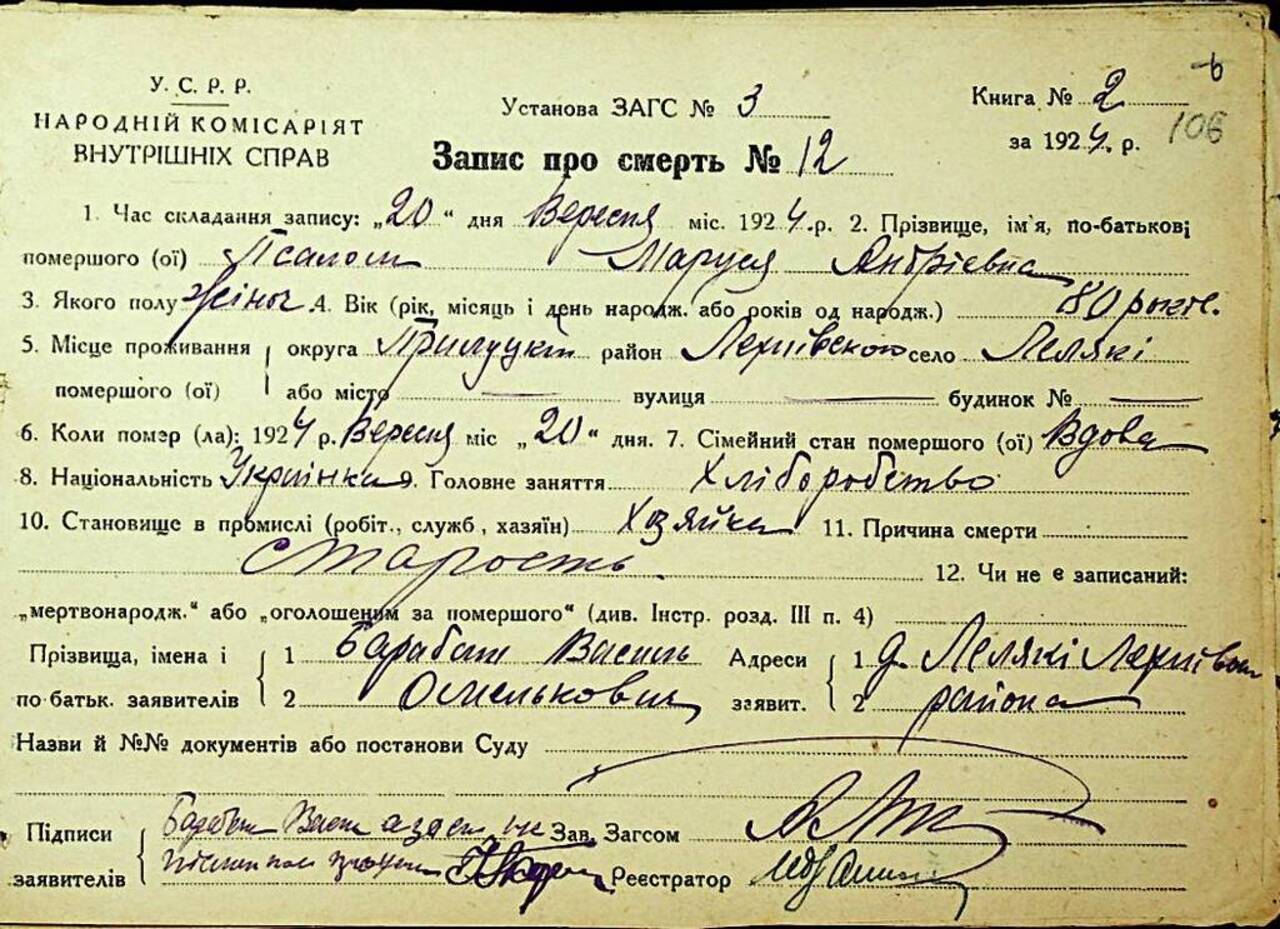 У. С. Р. Р.
НАРОДНІЙ КОМІСАРІЯТ
ВНУТРІШНІХ СПРАВ
Установа ЗАГС № 3
Книга № 2
за 1924. р.
106
Запис про смерть № 12
1. Час складання запису: „20“ дня Вересня міс. 1924.р. 2. Прізвище, ім'я, по-батькові
помершого (ої) Псалом Маруся Андрієвна
3. Якого полу жіноч 4. Вік (рік, місяць і день народж. або років од народж.) 80 років.
5. Місце проживання округа Прилуцкій район село Лелякі
помершого (ої) або місто — вулиця — будинок № —
6. Коли помер (ла): 1924 р. Вересня міс „20“ дня. 7. Сімейний стан помершого (ої) Вдова
8. Національність Украінка 9. Головне заняття Хліборобство
10. Становище в промислі (робіт., служб, хазяїн) Хозяйка 11. Причина смерти
Старость 12. Чи не є записаний:
„мертвонародж.“ або „оголошеним за помершого“ (див. Інстр. розд. III п. 4)
Прізвища, імена і 1 Барабаш Василь Адреси 1 д. Лелякі
по-батьк. заявителів 2 Омелькович заявит. 2 района
Назви й №№ документів або постанови Суду
Підписи Зав. Загсом
заявителів Реєстратор